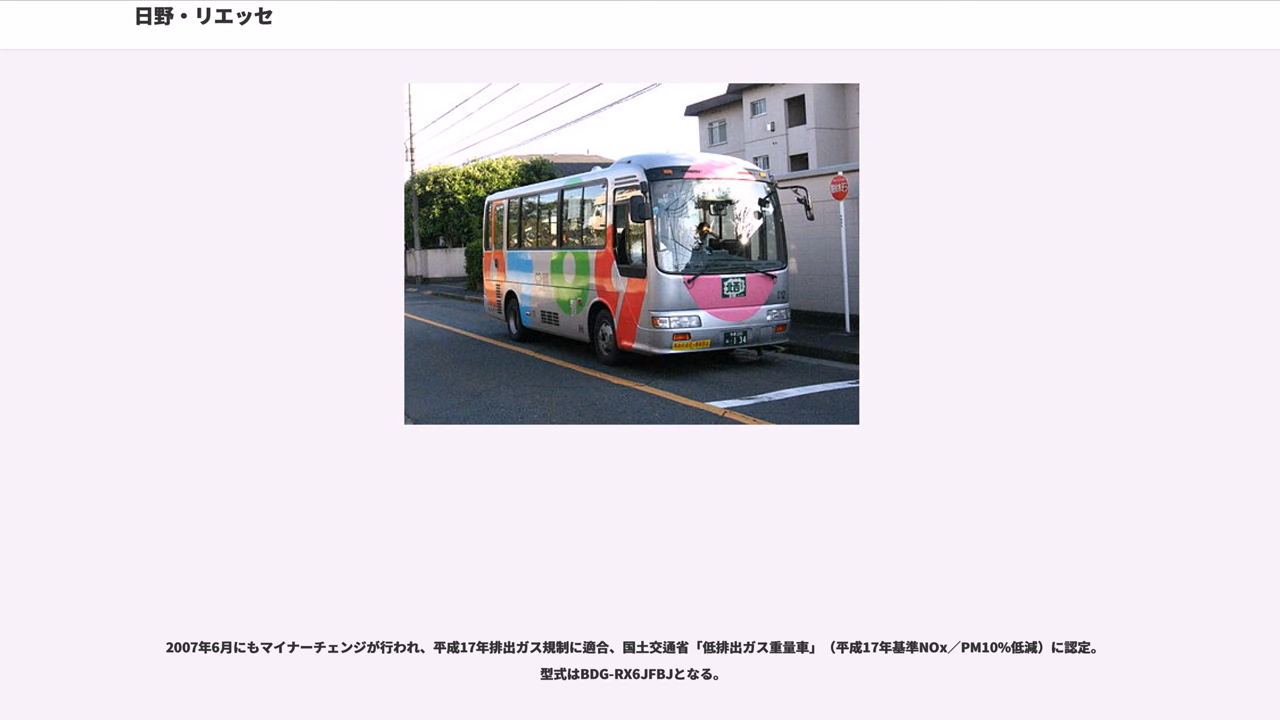 日野・リエッセ
北西
・1 34
2007年6月にもマイナーチェンジが行われ、平成17年排出ガス規制に適合、国土交通省「低排出ガス重量車」（平成17年基準NOx／PM10%低減）に認定。
型式はBDG-RX6JFBJとなる。